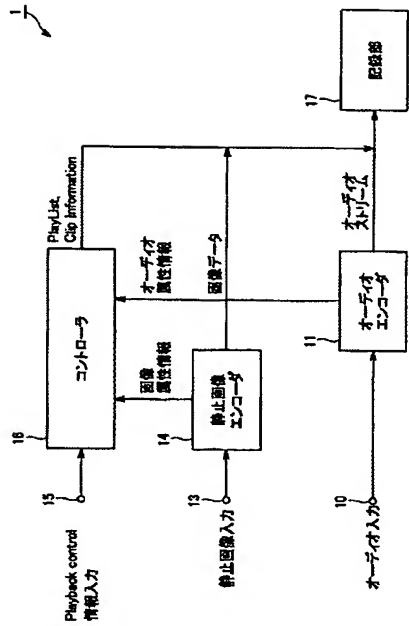 1
Playback control
情報入力
15
16
コントローラ
PlayList,
Clip Information
画像
属性情報
オーディオ
属性情報
静止画像入力
13
14
静止画像
エンコーダ
画像データ
オーディオ入力
10
11
オーディオ
エンコーダ
オーディオ
ストリーム
17
記録部